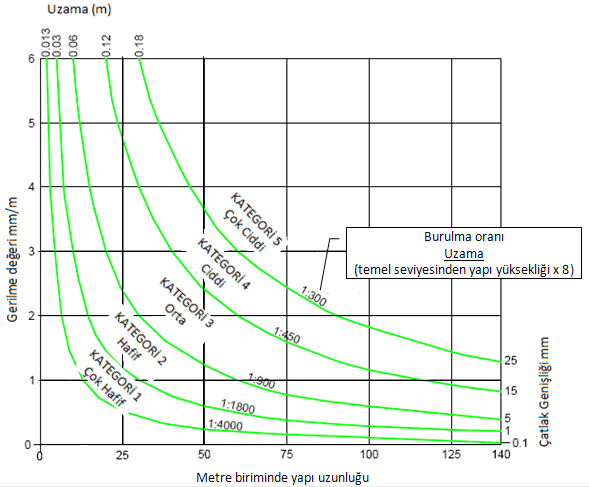 Uzama (m)
0.013
0.03
0.06
0.12
0.18
6
5
4
3
2
1
0
Gerilme değeri mm/m
KATEGORİ 5
Çok Ciddi
KATEGORİ 4
Ciddi
KATEGORİ 3
Orta
KATEGORİ 2
Hafif
KATEGORİ 1
Çok Hafif
Burulma oranı
Uzama
(temel seviyesinden yapı yüksekliği x 8)
1:300
1:450
1:900
1:1800
1:4000
25
15
5
1
0.1
Çatlak Genişliği mm
0
25
50
75
100
125
140
Metre biriminde yapı uzunluğu